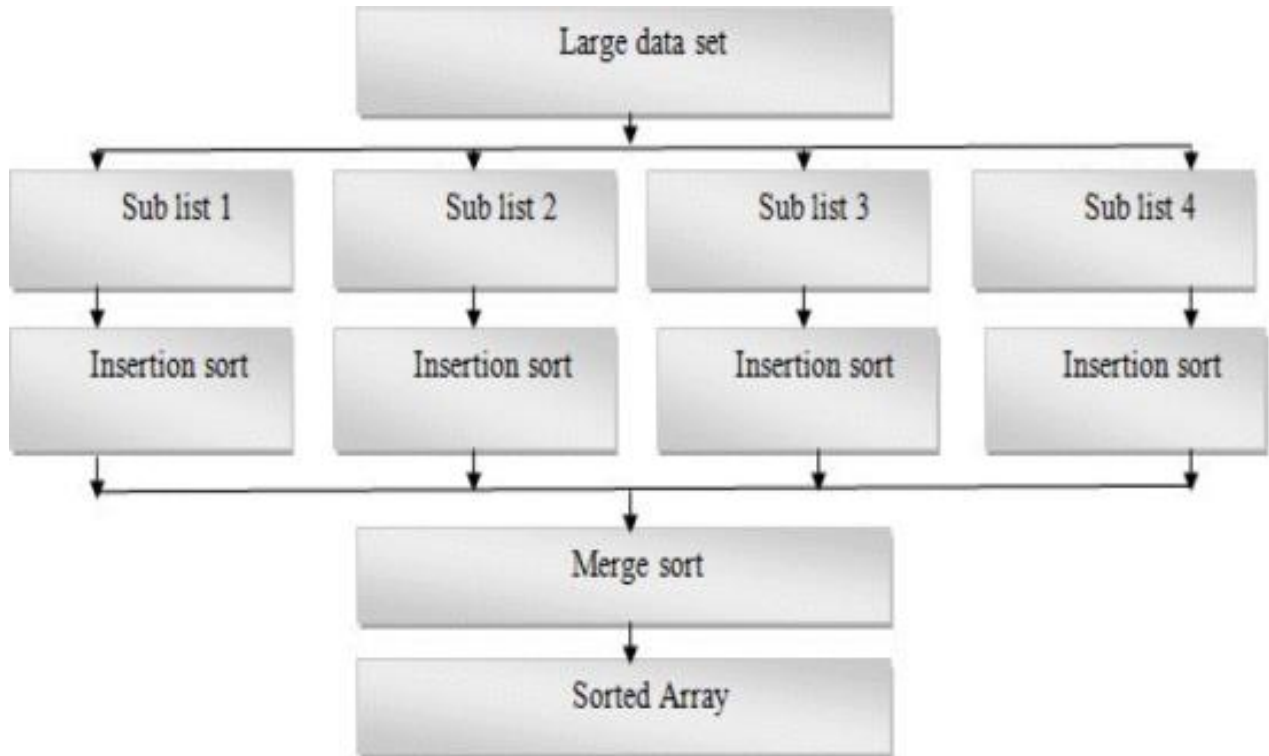 Large data set
Sub list 1
Sub list 2
Sub list 3
Sub list 4
Insertion sort
Insertion sort
Insertion sort
Insertion sort
Merge sort
Sorted Array